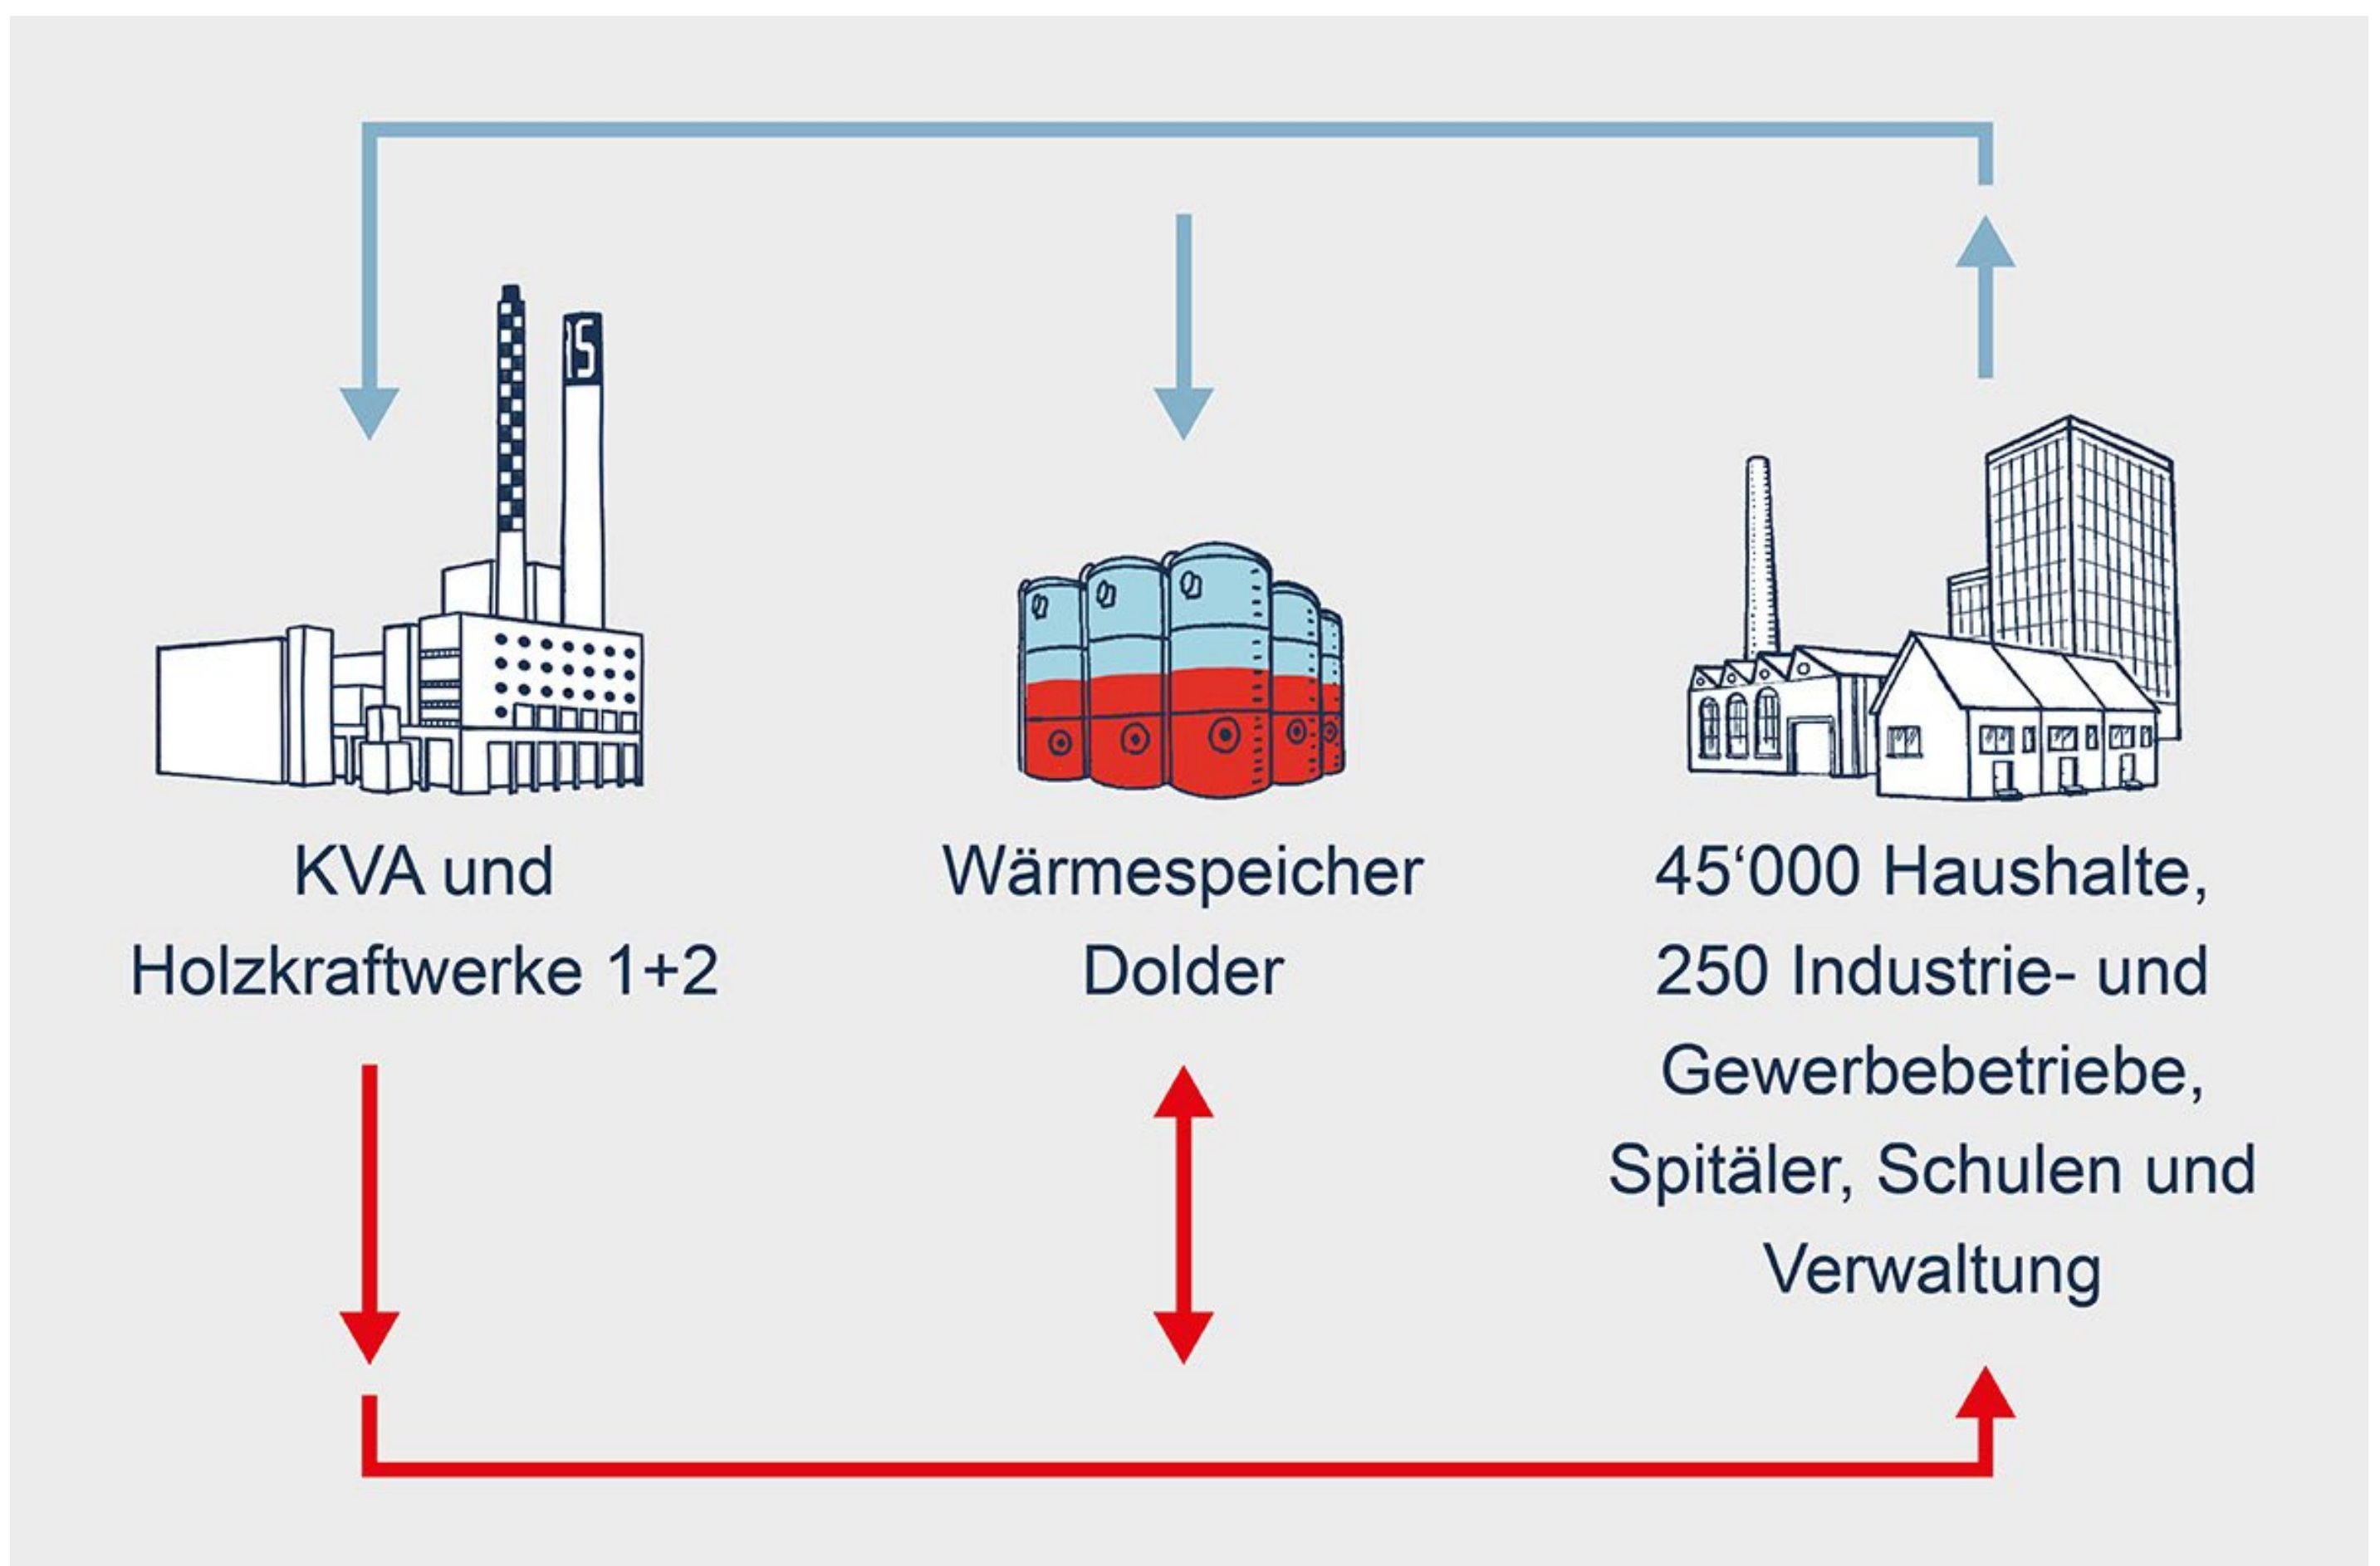 KVA und
Holzkraftwerke 1+2
Wärmespeicher
Dolder
45‘000 Haushalte,
250 Industrie- und
Gewerbebetriebe,
Spitäler, Schulen und
Verwaltung